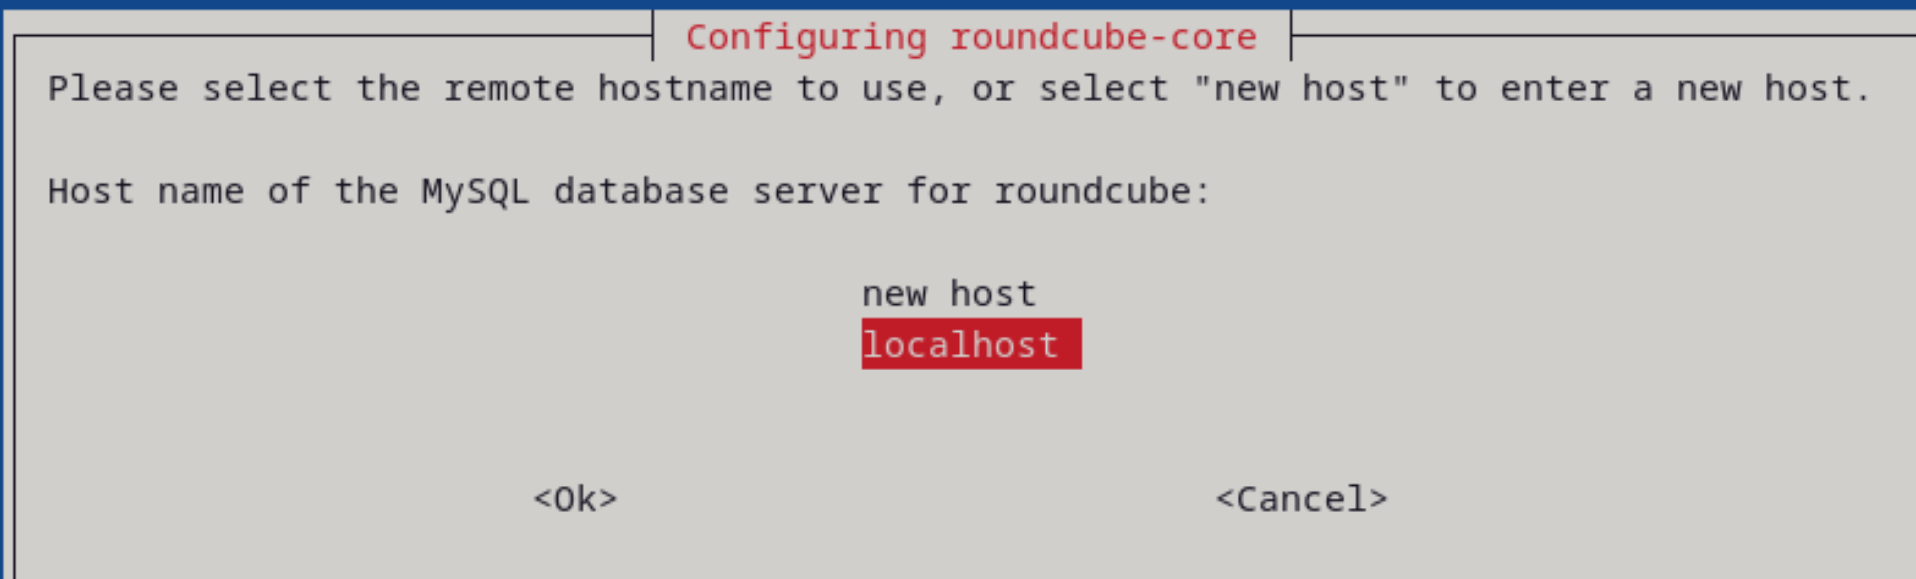 Configuring roundcube-core
Please select the remote hostname to use, or select "new host" to enter a new host.
Host name of the MySQL database server for roundcube:
new host
localhost
<Ok> <Cancel>